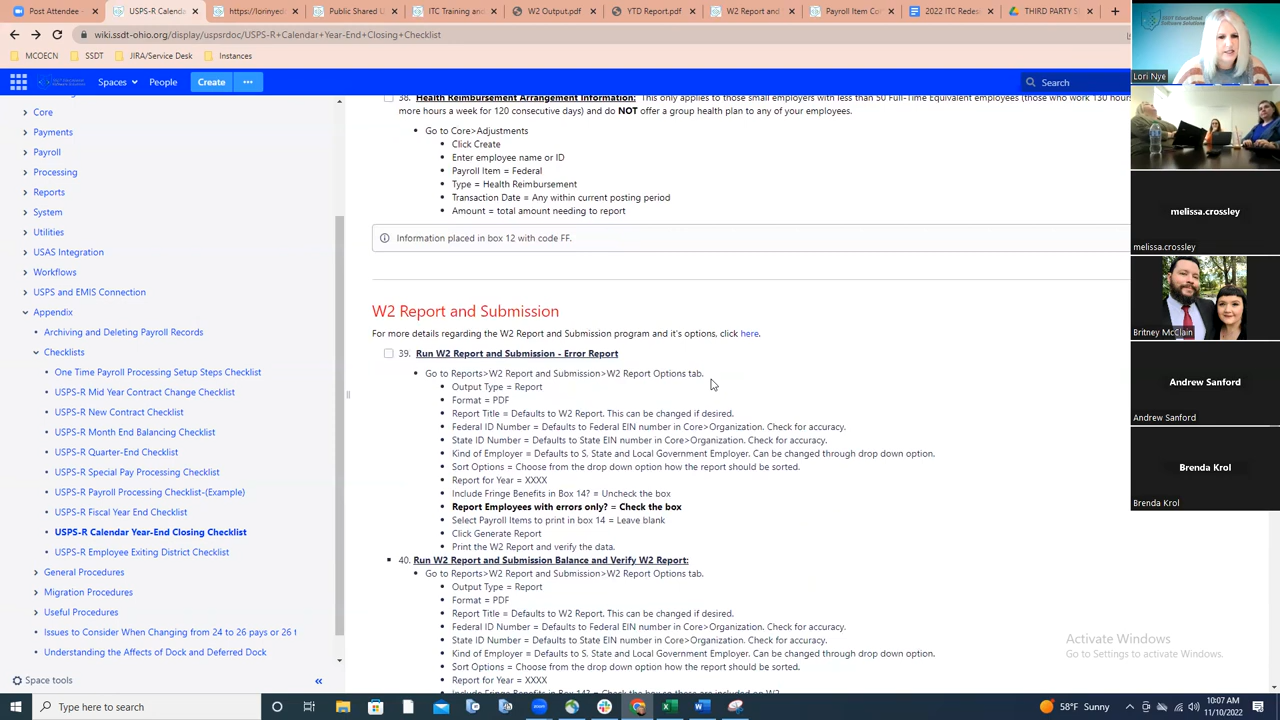 Post Attende
USPS-R Calendar
https://lorinyed
Public Shared U
ITC Training and
W2 Output.pdf
YTD Report.pdf
W2Report
Payroll Item Co
2022 ITC Redes
THIRD PARTY S
wiki.ssdt-ohio.org/display/uspsrdoc/USPS-R+Calendar+Year-End+Closing+Checklist
MCOECN
SSDT
JIRA/Service Desk
Instances
Spaces
People
Create
Search
Core
Payments
Payroll
Processing
Reports
System
Utilities
USAS Integration
Workflows
USPS and EMIS Connection
Appendix
Archiving and Deleting Payroll Records
Checklists
One Time Payroll Processing Setup Steps Checklist
USPS-R Mid Year Contract Change Checklist
USPS-R New Contract Checklist
USPS-R Month End Balancing Checklist
USPS-R Quarter-End Checklist
USPS-R Special Pay Processing Checklist
USPS-R Payroll Processing Checklist-(Example)
USPS-R Fiscal Year End Checklist
USPS-R Calendar Year-End Closing Checklist
USPS-R Employee Exiting District Checklist
General Procedures
Migration Procedures
Useful Procedures
Issues to Consider When Changing from 24 to 26 pays or 26 t
Understanding the Affects of Dock and Deferred Dock
Space tools
38. Health Reimbursement Arrangement Information: This only applies to those small employers with less than 50 Full-Time Equivalent employees (those who work 130 hours
more hours a week for 120 consecutive days) and do NOT offer a group health plan to any of your employees.
Go to Core>Adjustments
Click Create
Enter employee name or ID
Payroll Item = Federal
Type = Health Reimbursement
Transaction Date = Any within current posting period
Amount = total amount needing to report
Information placed in box 12 with code FF.
W2 Report and Submission
For more details regarding the W2 Report and Submission program and it's options, click here.
39. Run W2 Report and Submission - Error Report
Go to Reports>W2 Report and Submission>W2 Report Options tab.
Output Type = Report
Format = PDF
Report Title = Defaults to W2 Report. This can be changed if desired.
Federal ID Number = Defaults to Federal EIN number in Core>Organization. Check for accuracy.
State ID Number = Defaults to State EIN number in Core>Organization. Check for accuracy.
Kind of Employer = Defaults to S. State and Local Government Employer. Can be changed through drop down option.
Sort Options = Choose from the drop down option how the report should be sorted.
Report for Year = XXXX
Include Fringe Benefits in Box 14? = Uncheck the box
Report Employees with errors only? = Check the box
Select Payroll Items to print in box 14 = Leave blank
Click Generate Report
Print the W2 Report and verify the data.
40. Run W2 Report and Submission Balance and Verify W2 Report:
Go to Reports>W2 Report and Submission>W2 Report Options tab.
Output Type = Report
Format = PDF
Report Title = Defaults to W2 Report. This can be changed if desired.
Federal ID Number = Defaults to Federal EIN number in Core>Organization. Check for accuracy.
State ID Number = Defaults to State EIN number in Core>Organization. Check for accuracy.
Kind of Employer = Defaults to S. State and Local Government Employer. Can be changed through drop down option.
Sort Options = Choose from the drop down option how the report should be sorted.
Report for Year = XXXX
Include Fringe Benefits in Box 14? = Check the box so these are included on W2
Lori Nye
melissa.crossley
melissa.crossley
Britney McClain
Andrew Sanford
Andrew Sanford
Brenda Krol
Brenda Krol
Activate Windows
Go to Settings to activate Windows.
Type here to search
58°F Sunny
10:07 AM
11/10/2022